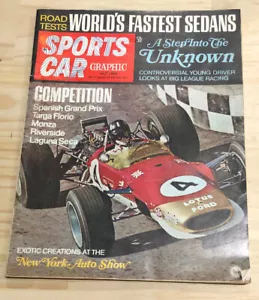 ROAD
TESTS
WORLD'S FASTEST SEDANS
SPORTS
CAR
GRAPHIC
A Step Into The
Unknown
CONTROVERSIAL YOUNG DRIVER
LOOKS AT BIG LEAGUE RACING
COMPETITION
Spanish Grand Prix
Targa Florio
Monza
Riverside
Laguna Seca
4
LOTUS
FORD
EXOTIC CREATIONS AT THE
"New York Auto Show"